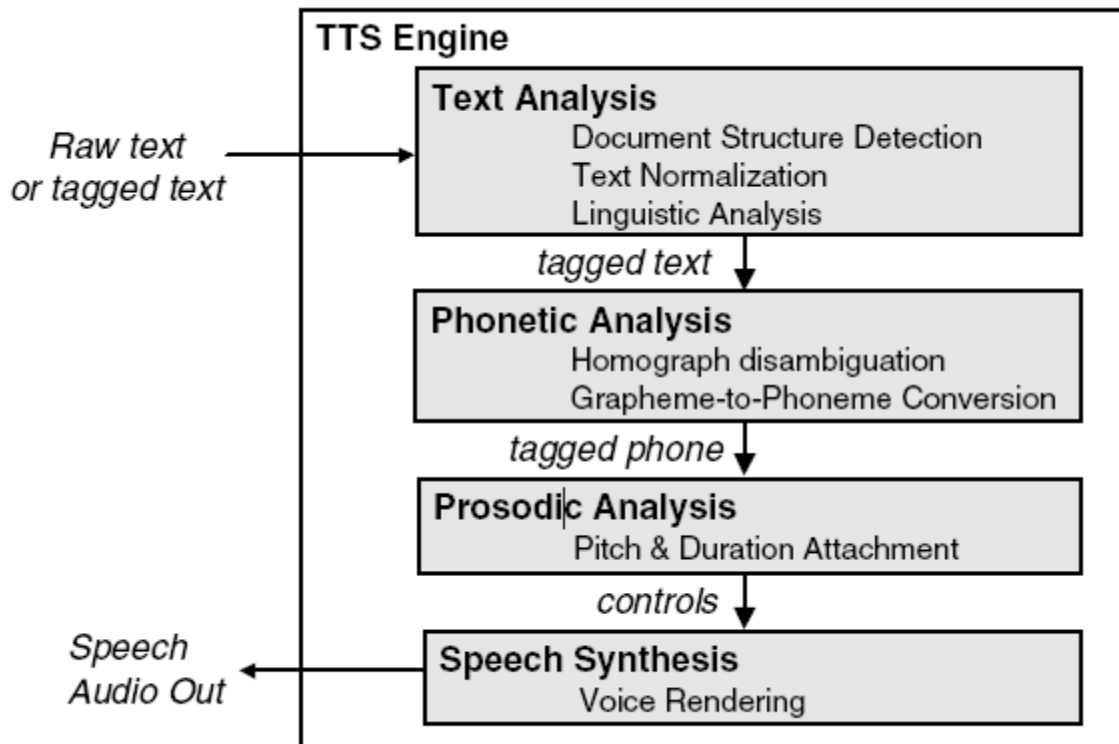 TTS Engine
Text Analysis
Document Structure Detection
Raw text
or tagged text
Text Normalization
Linguistic Analysis
tagged text
Phonetic Analysis
Homograph disambiguation
Grapheme-to-Phoneme Conversion
tagged phone
Prosodic Analysis
Pitch & Duration Attachment
controls
Speech Synthesis
Voice Rendering
Speech
Audio Out